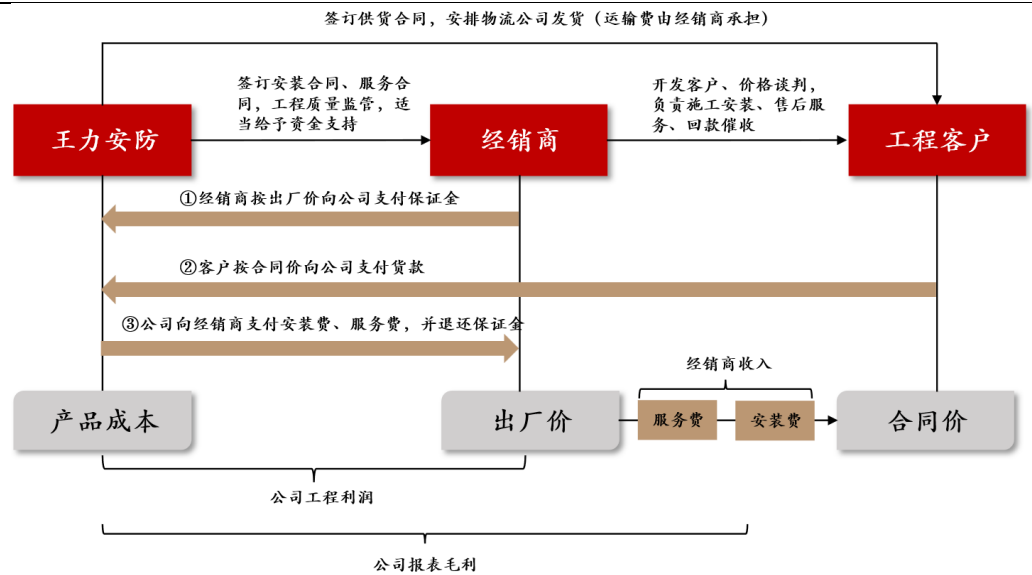 签订供货合同，安排物流公司发货（运输费由经销商承担）
签订安装合同、服务合
同，工程质量监管，适
当给予资金支持
开发客户、价格谈判，
负责施工安装、售后服
务、回款催收
王力安防
经销商
工程客户
①经销商按出厂价向公司支付保证金
②客户按合同价向公司支付货款
③公司向经销商支付安装费、服务费，并退还保证金
经销商收入
产品成本
出厂价
服务费
安装费
合同价
公司工程利润
公司报表毛利